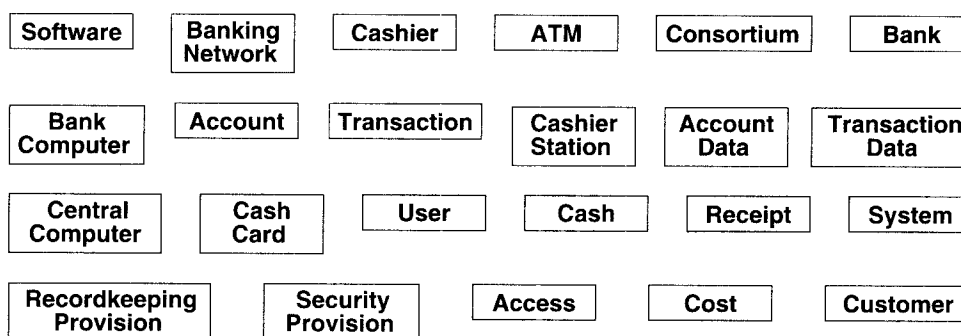 Software Banking Network Cashier ATM Consortium Bank
Bank Computer Account Transaction Cashier Station Account Data Transaction Data
Central Computer Cash Card User Cash Receipt System
Recordkeeping Provision Security Provision Access Cost Customer